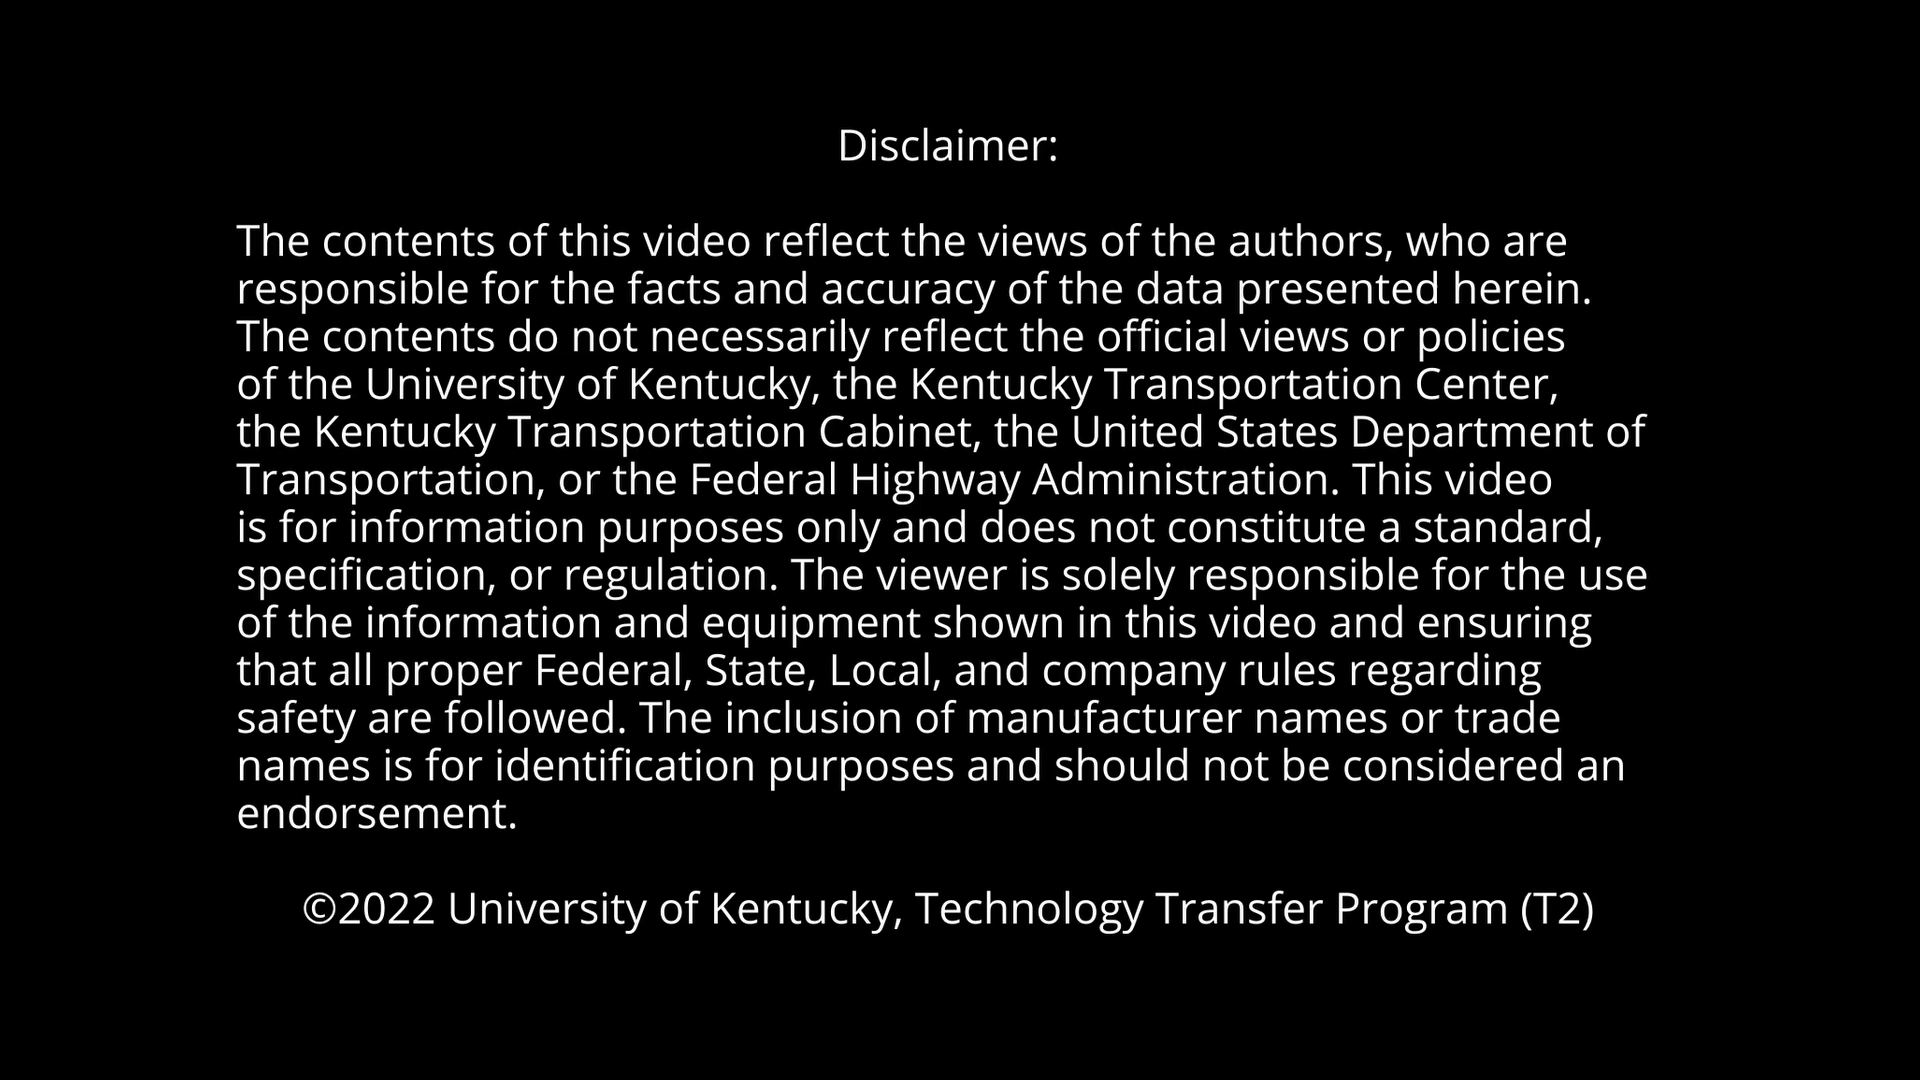 Disclaimer:
The contents of this video reflect the views of the authors, who are
responsible for the facts and accuracy of the data presented herein.
The contents do not necessarily reflect the official views or policies
of the University of Kentucky, the Kentucky Transportation Center,
the Kentucky Transportation Cabinet, the United States Department of
Transportation, or the Federal Highway Administration. This video
is for information purposes only and does not constitute a standard,
specification, or regulation. The viewer is solely responsible for the use
of the information and equipment shown in this video and ensuring
that all proper Federal, State, Local, and company rules regarding
safety are followed. The inclusion of manufacturer names or trade
names is for identification purposes and should not be considered an
endorsement.
©2022 University of Kentucky, Technology Transfer Program (T2)